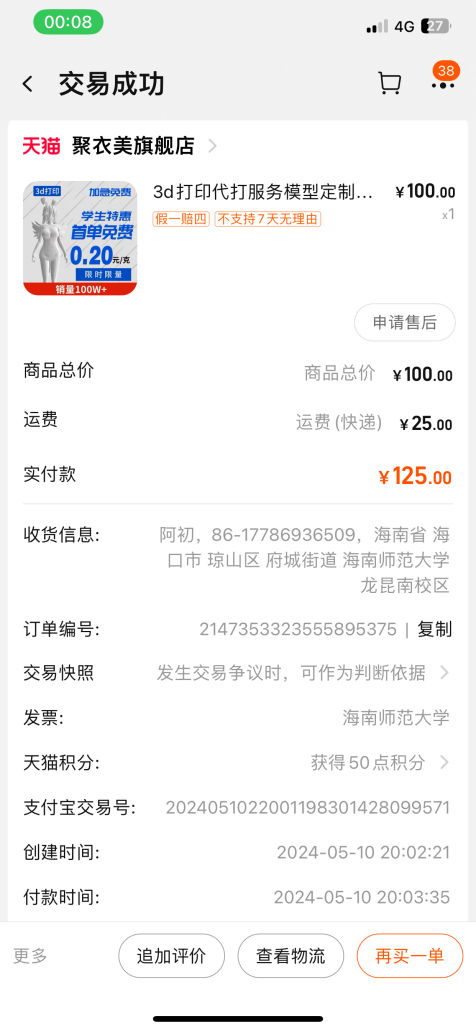 00:08
4G 27
交易成功
38
天猫 聚衣美旗舰店
3d打印 加急免费
学生特惠
首单免费
0.20元/克
限时限量
销量100W+
3d打印代打服务模型定制... ¥100.00
假一赔四 不支持7天无理由 x1
申请售后
商品总价 商品总价 ¥100.00
运费 运费(快递) ¥25.00
实付款 ¥125.00
收货信息: 阿初，86-17786936509，海南省 海
口市 琼山区 府城街道 海南师范大学
龙昆南校区
订单编号: 2147353323555895375 | 复制
交易快照 发生交易争议时，可作为判断依据
发票: 海南师范大学
天猫积分: 获得50点积分
支付宝交易号: 2024051022001198301428099571
创建时间: 2024-05-10 20:02:21
付款时间: 2024-05-10 20:03:35
更多 追加评价 查看物流 再买一单